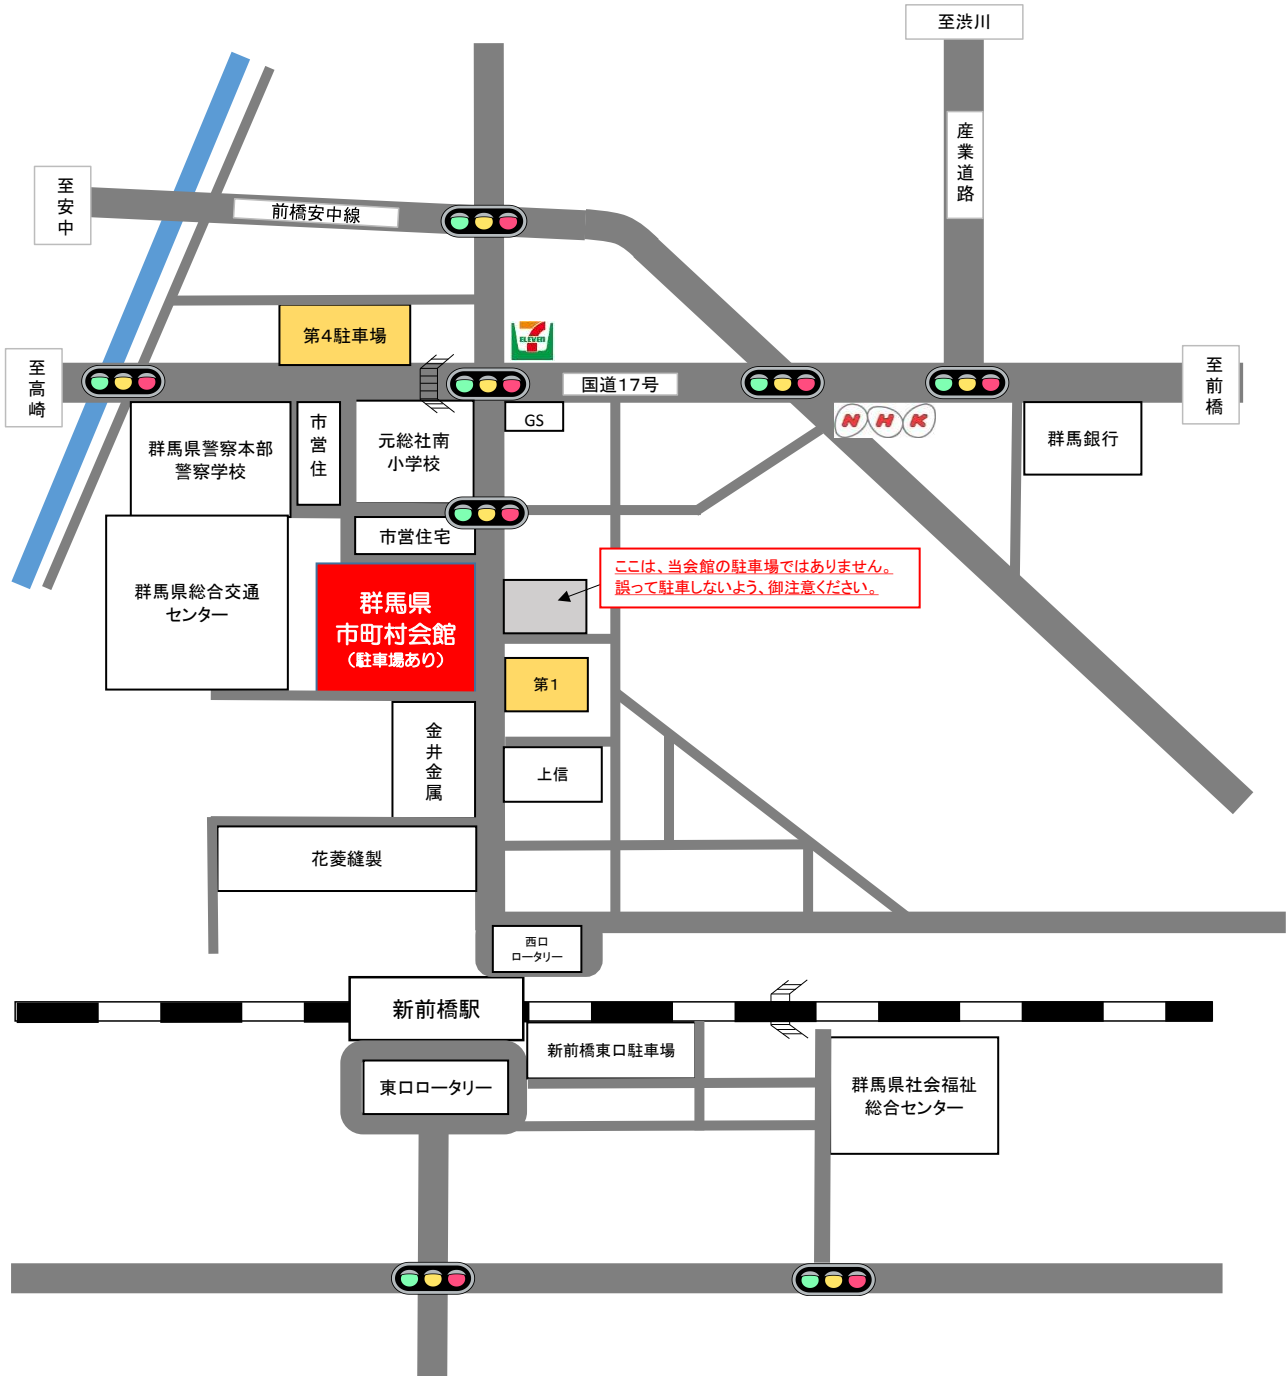 至渋川
産業道路
至安中
前橋安中線
第4駐車場
7
ELEVEN
至高崎
国道17号
至前橋
群馬県警察本部
警察学校
市営住
元総社南
小学校
GS
NHK
群馬銀行
市営住宅
群馬県総合交通
センター
群馬県
市町村会館
(駐車場あり)
ここは、当会館の駐車場ではありません。
誤って駐車しないよう、御注意ください。
第1
金井金属
上信
花菱縫製
西口
ロータリー
新前橋駅
新前橋東口駐車場
東口ロータリー
群馬県社会福祉
総合センター